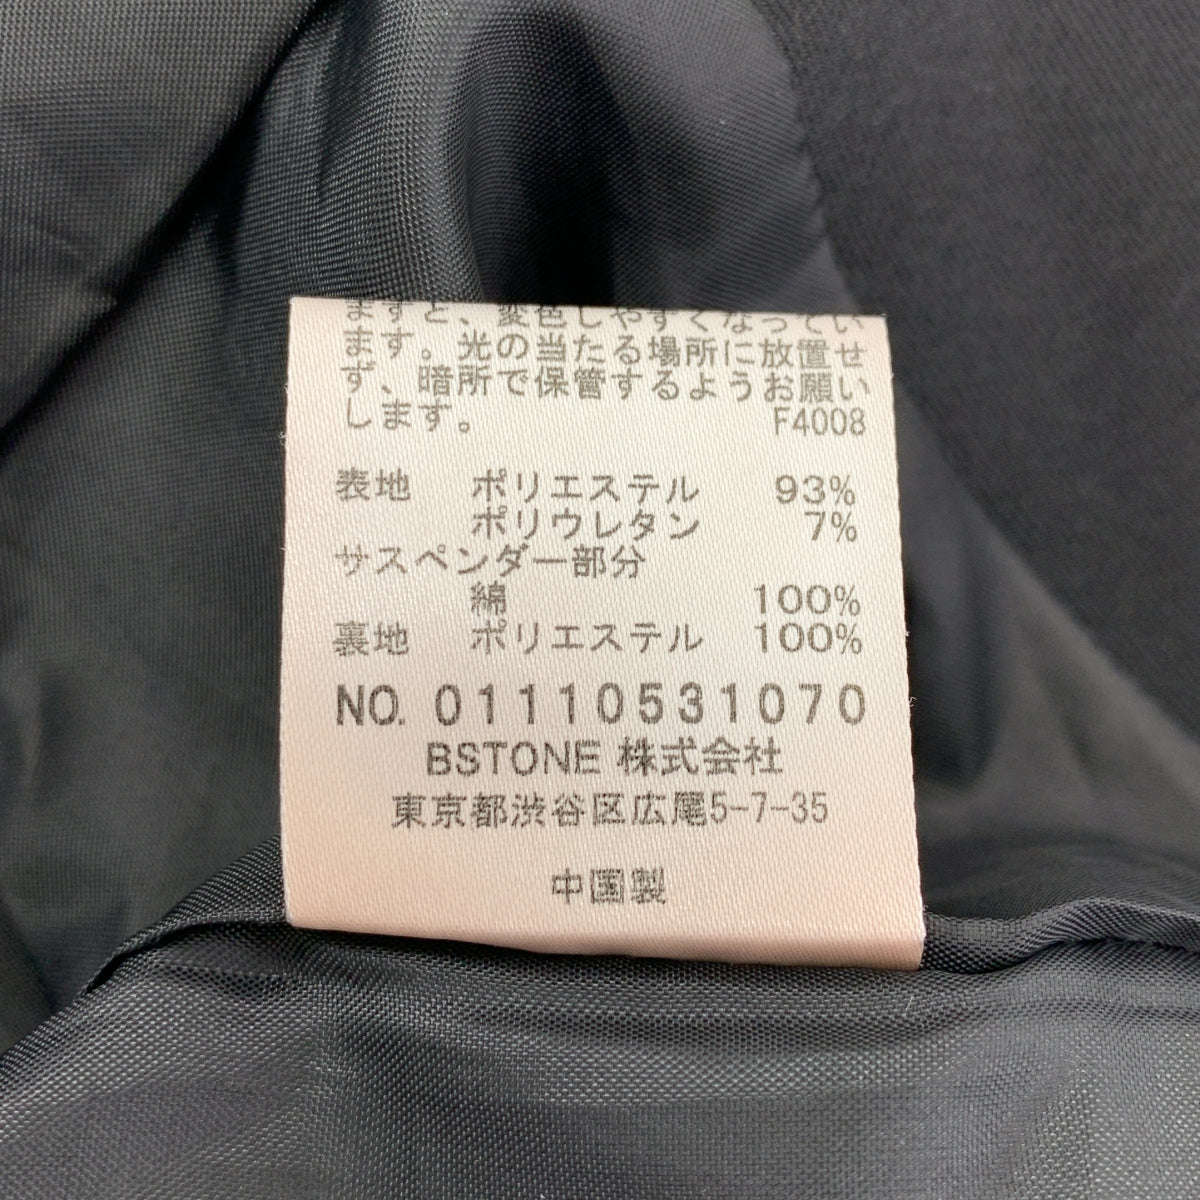 ますと、変色しやすくなってい
ます。光の当たる場所に放置せ
ず、暗所で保管するようお願い
します。 F4008
表地 ポリエステル 93%
ポリウレタン 7%
サスペンダー部分
綿 100%
裏地 ポリエステル 100%
NO. 01110531070
BSTONE 株式会社
東京都渋谷区広尾5-7-35
中国製